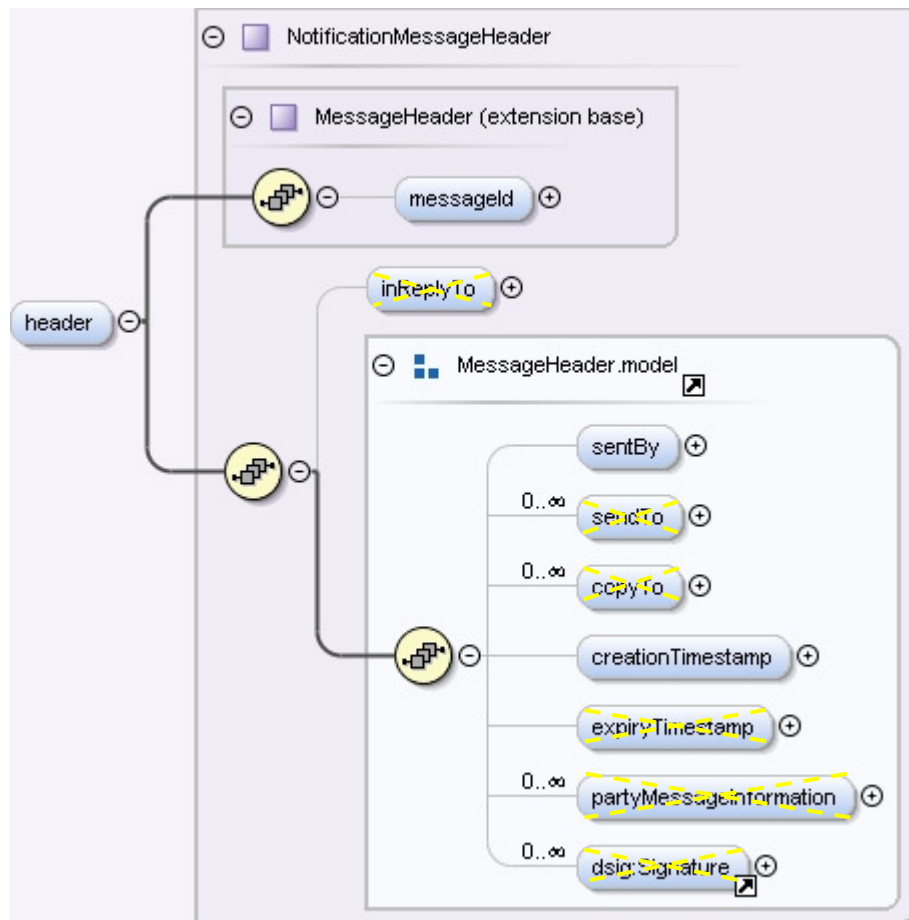 NotificationMessageHeader
MessageHeader (extension base)
messageId
inReplyTo
header
MessageHeader.model
sentBy
0..∞
sendTo
0..∞
copyTo
creationTimestamp
expiryTimestamp
0..∞
partyMessageInformation
0..∞
dsig:Signature